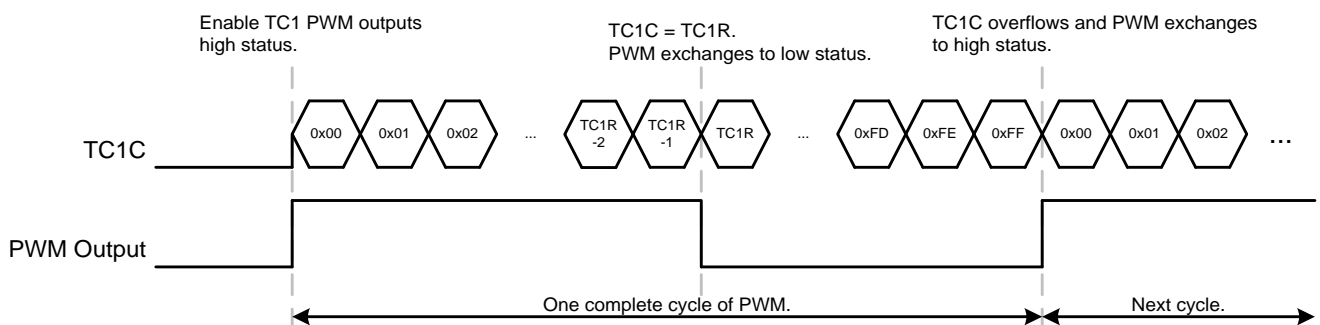 Enable TC1 PWM outputs
high status.
TC1C = TC1R.
PWM exchanges to low status.
TC1C overflows and PWM exchanges
to high status.
TC1C
0x00
0x01
0x02
...
TC1R
-2
TC1R
-1
TC1R
...
0xFD
0xFE
0xFF
0x00
0x01
0x02
...
PWM Output
One complete cycle of PWM.
Next cycle.